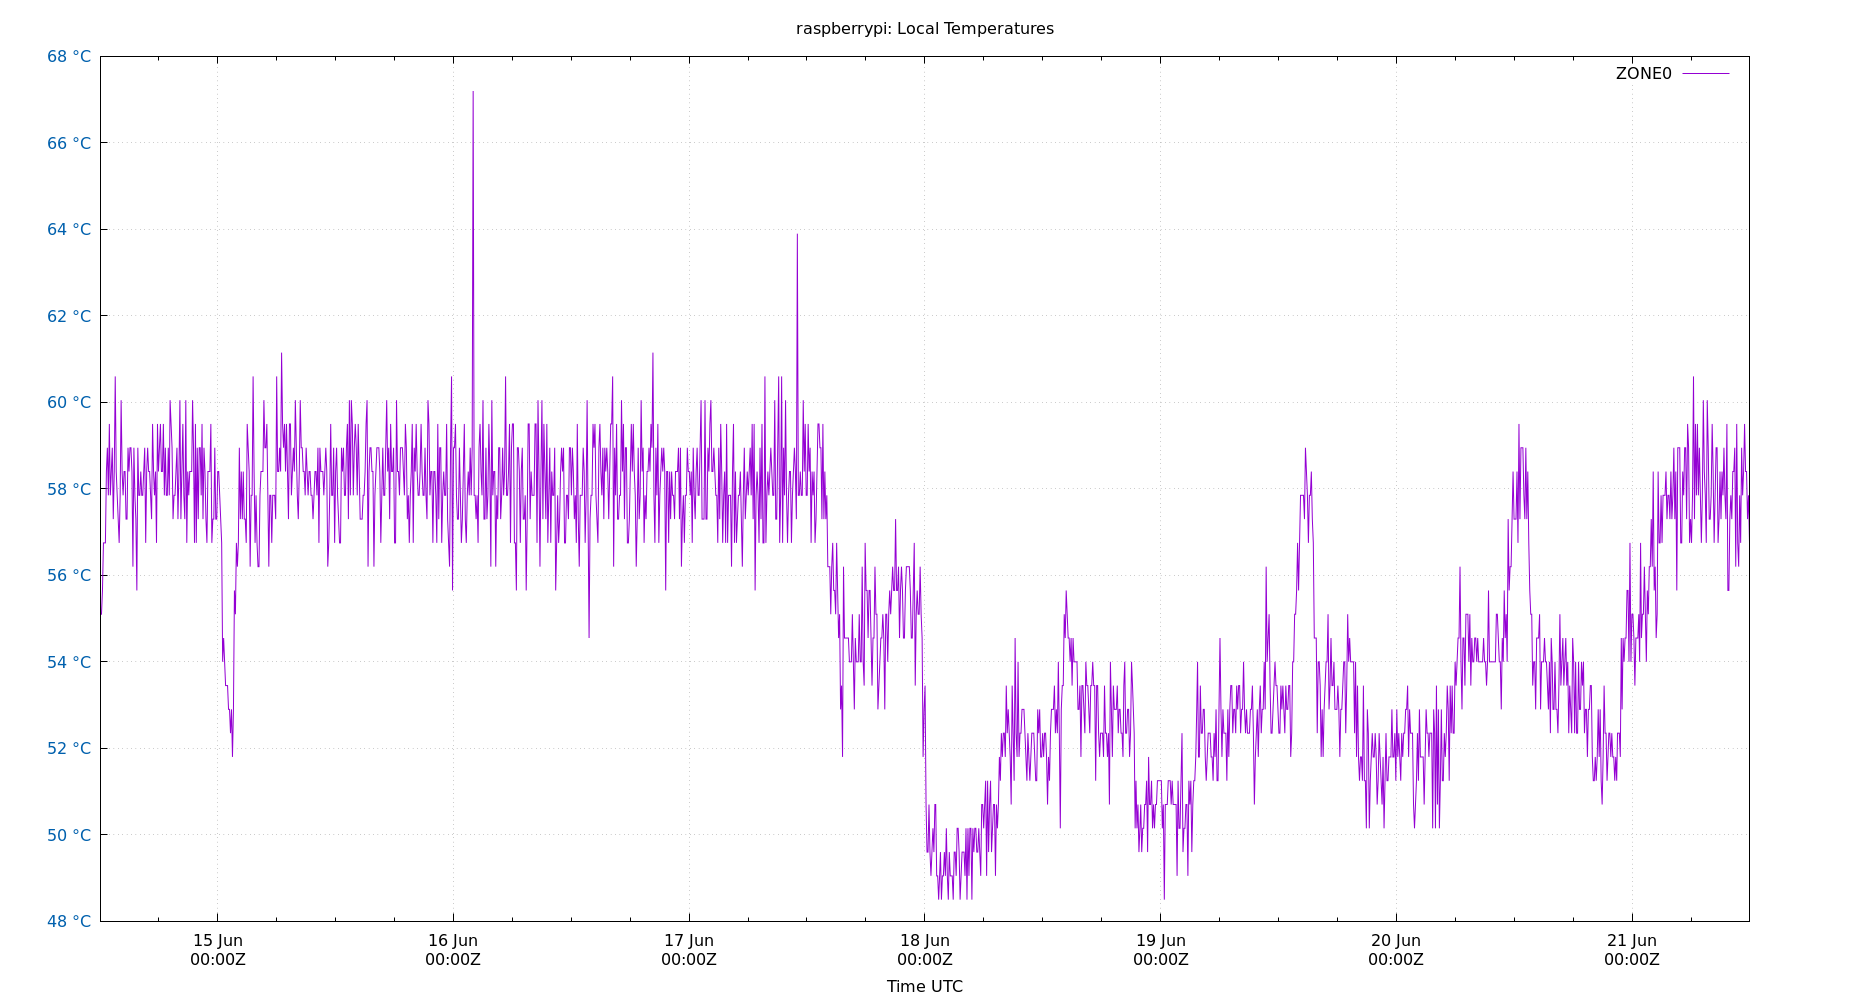 raspberrypi: Local Temperatures
ZONE0
68 °C
66 °C
64 °C
62 °C
60 °C
58 °C
56 °C
54 °C
52 °C
50 °C
48 °C
15 Jun 16 Jun 17 Jun 18 Jun 19 Jun 20 Jun 21 Jun
00:00Z 00:00Z 00:00Z 00:00Z 00:00Z 00:00Z 00:00Z
Time UTC